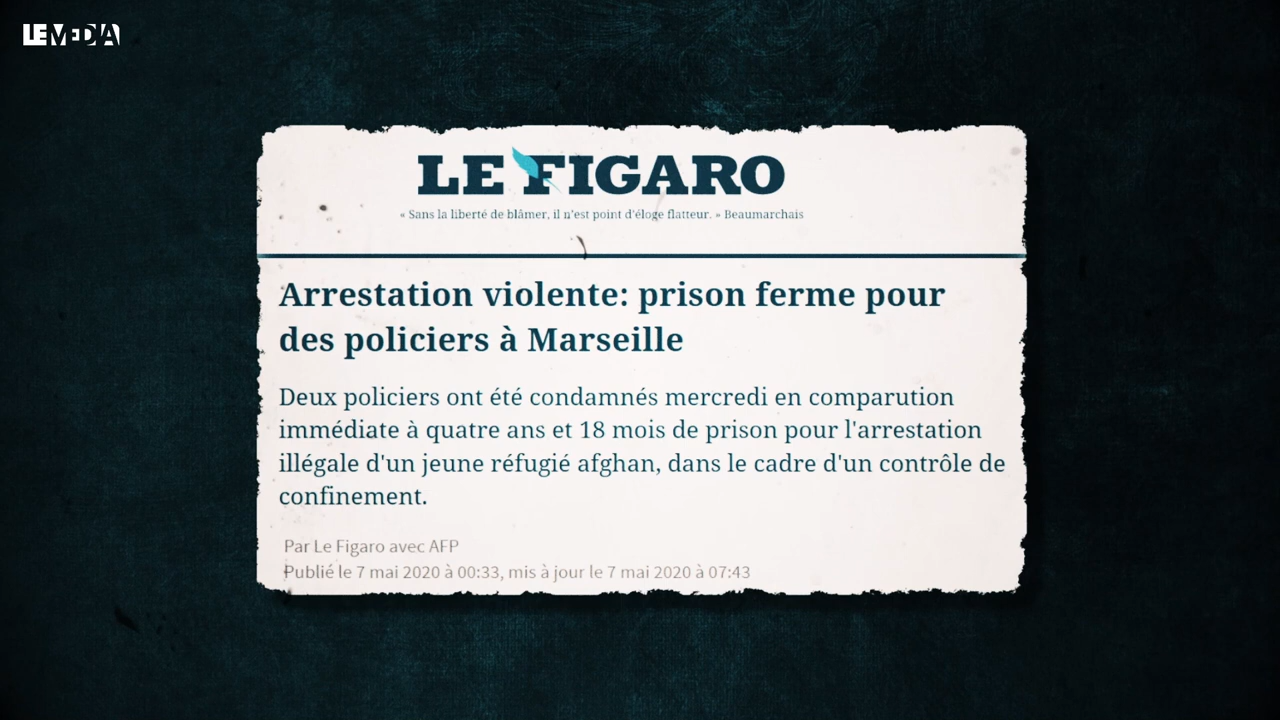 LEMEDIA
LE FIGARO
« Sans la liberté de blâmer, il n'est point d'éloge flatteur. » Beaumarchais
Arrestation violente: prison ferme pour
des policiers à Marseille
Deux policiers ont été condamnés mercredi en comparution
immédiate à quatre ans et 18 mois de prison pour l'arrestation
illégale d'un jeune réfugié afghan, dans le cadre d'un contrôle de
confinement.
Par Le Figaro avec AFP
Publié le 7 mai 2020 à 00:33, mis à jour le 7 mai 2020 à 07:43